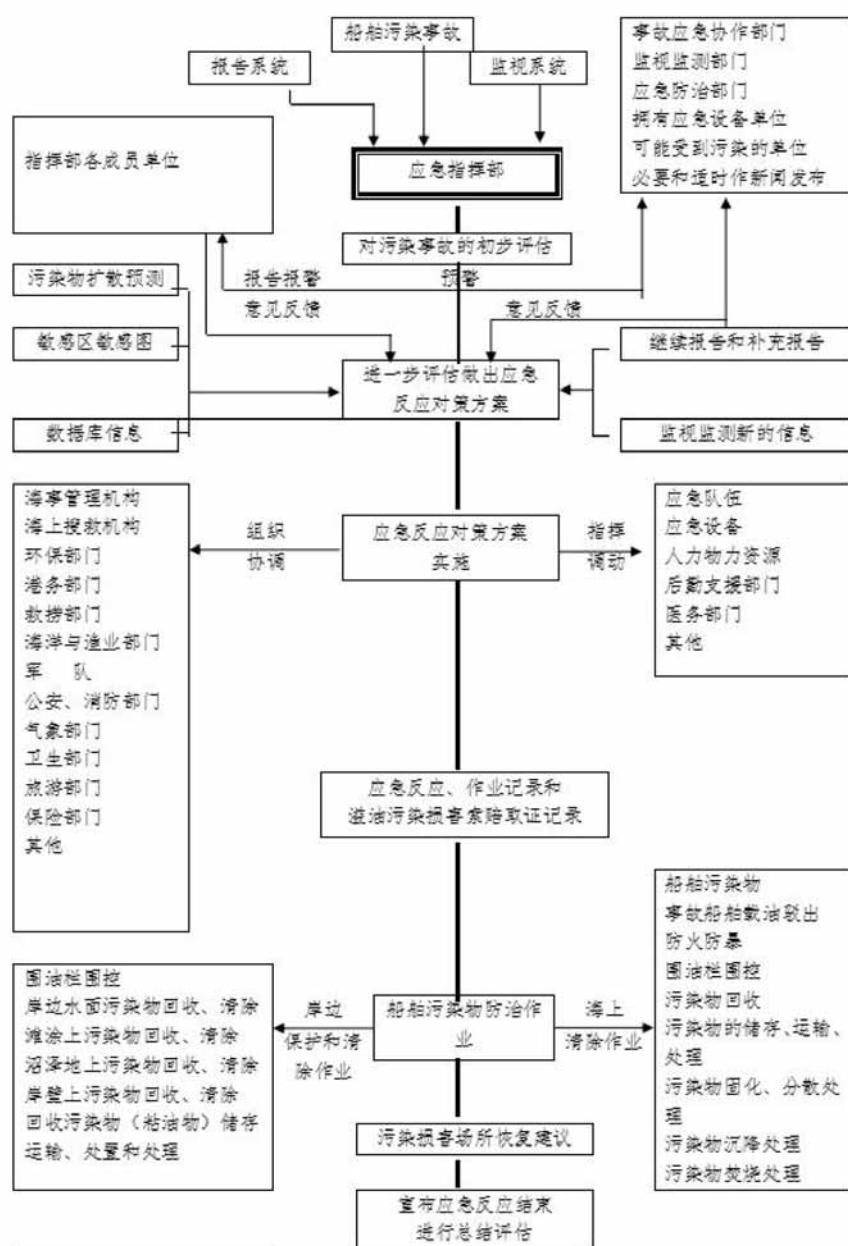 船舶污染事故
报告系统
监视系统
事故应急协作部门
监视监测部门
应急防治部门
拥有应急设备单位
可能受到污染的单位
必要和适时作新闻发布
指挥部各成员单位
应急指挥部
对污染事故的初步评估
污染物扩散预测
报告报警
预警
意见反馈
意见反馈
敏感区敏感图
继续报告和补充报告
进一步评估做出应急
反应对策方案
数据库信息
监视监测新的信息
海事管理机构
海上搜救机构
环保部门
港务部门
救捞部门
海洋与渔业部门
军 队
公安、消防部门
气象部门
卫生部门
旅游部门
保险部门
其他
组织
协调
应急反应对策方案
实施
指挥
调动
应急队伍
应急设备
人力物力资源
后勤支援部门
医务部门
其他
应急反应、作业记录和
溢油污染损害索赔取证记录
船舶污染物
事故船舶载油驳出
防火防暴
围油栏围控
污染物回收
污染物的储存、运输、
处理
污染物固化、分散处
理
污染物沉降处理
污染物焚烧处理
围油栏围控
岸边水面污染物回收、清除
滩涂上污染物回收、清除
沼泽地上污染物回收、清除
岸壁上污染物回收、清除
回收污染物（粘油物）储存
运输、处置和处理
岸边
保护和清
除作业
船舶污染物防治作
业
海上
清除作业
污染损害场所恢复建议
宣布应急反应结束
进行总结评估